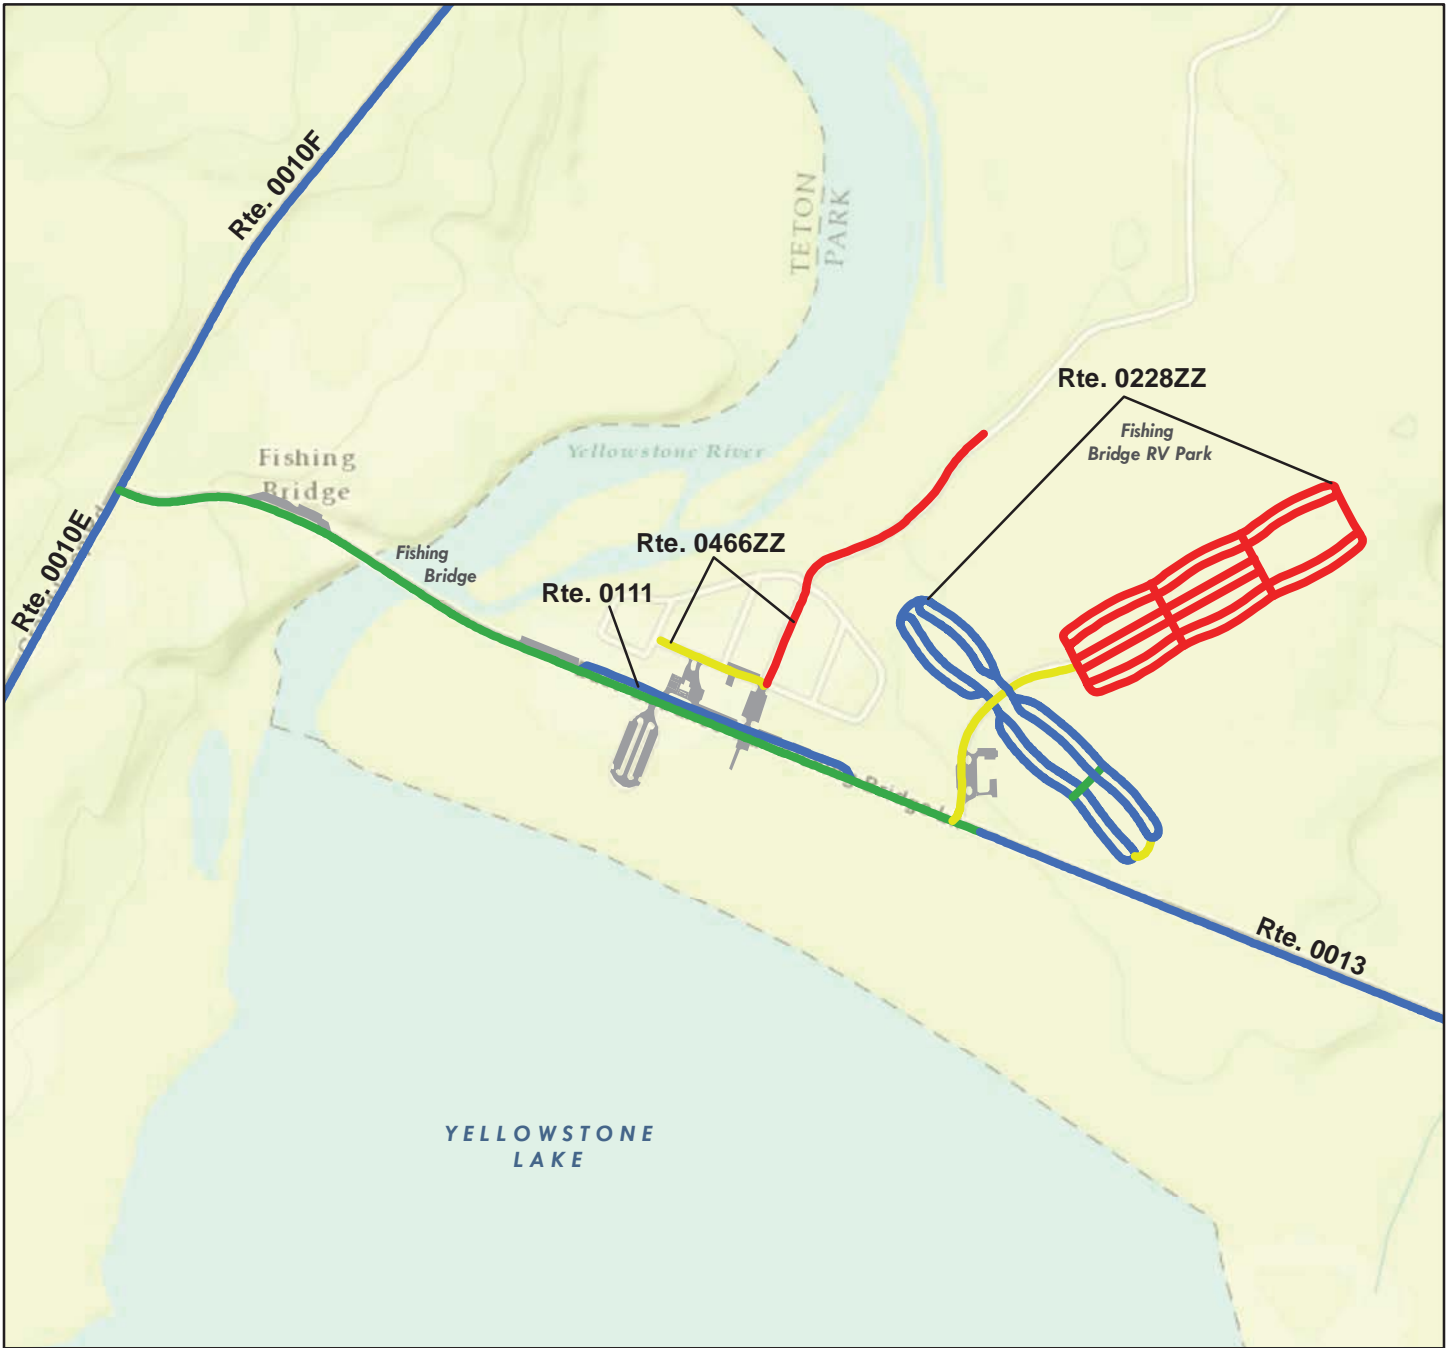 Rte. 0010F
TETON
PARK
Rte. 0228ZZ
Fishing
Bridge RV Park
Fishing
Bridge
Yellowstone River
Rte. 0010E
Rte. 0466ZZ
Fishing
Bridge
Rte. 0111
Rte. 0013
YELLOWSTONE
LAKE